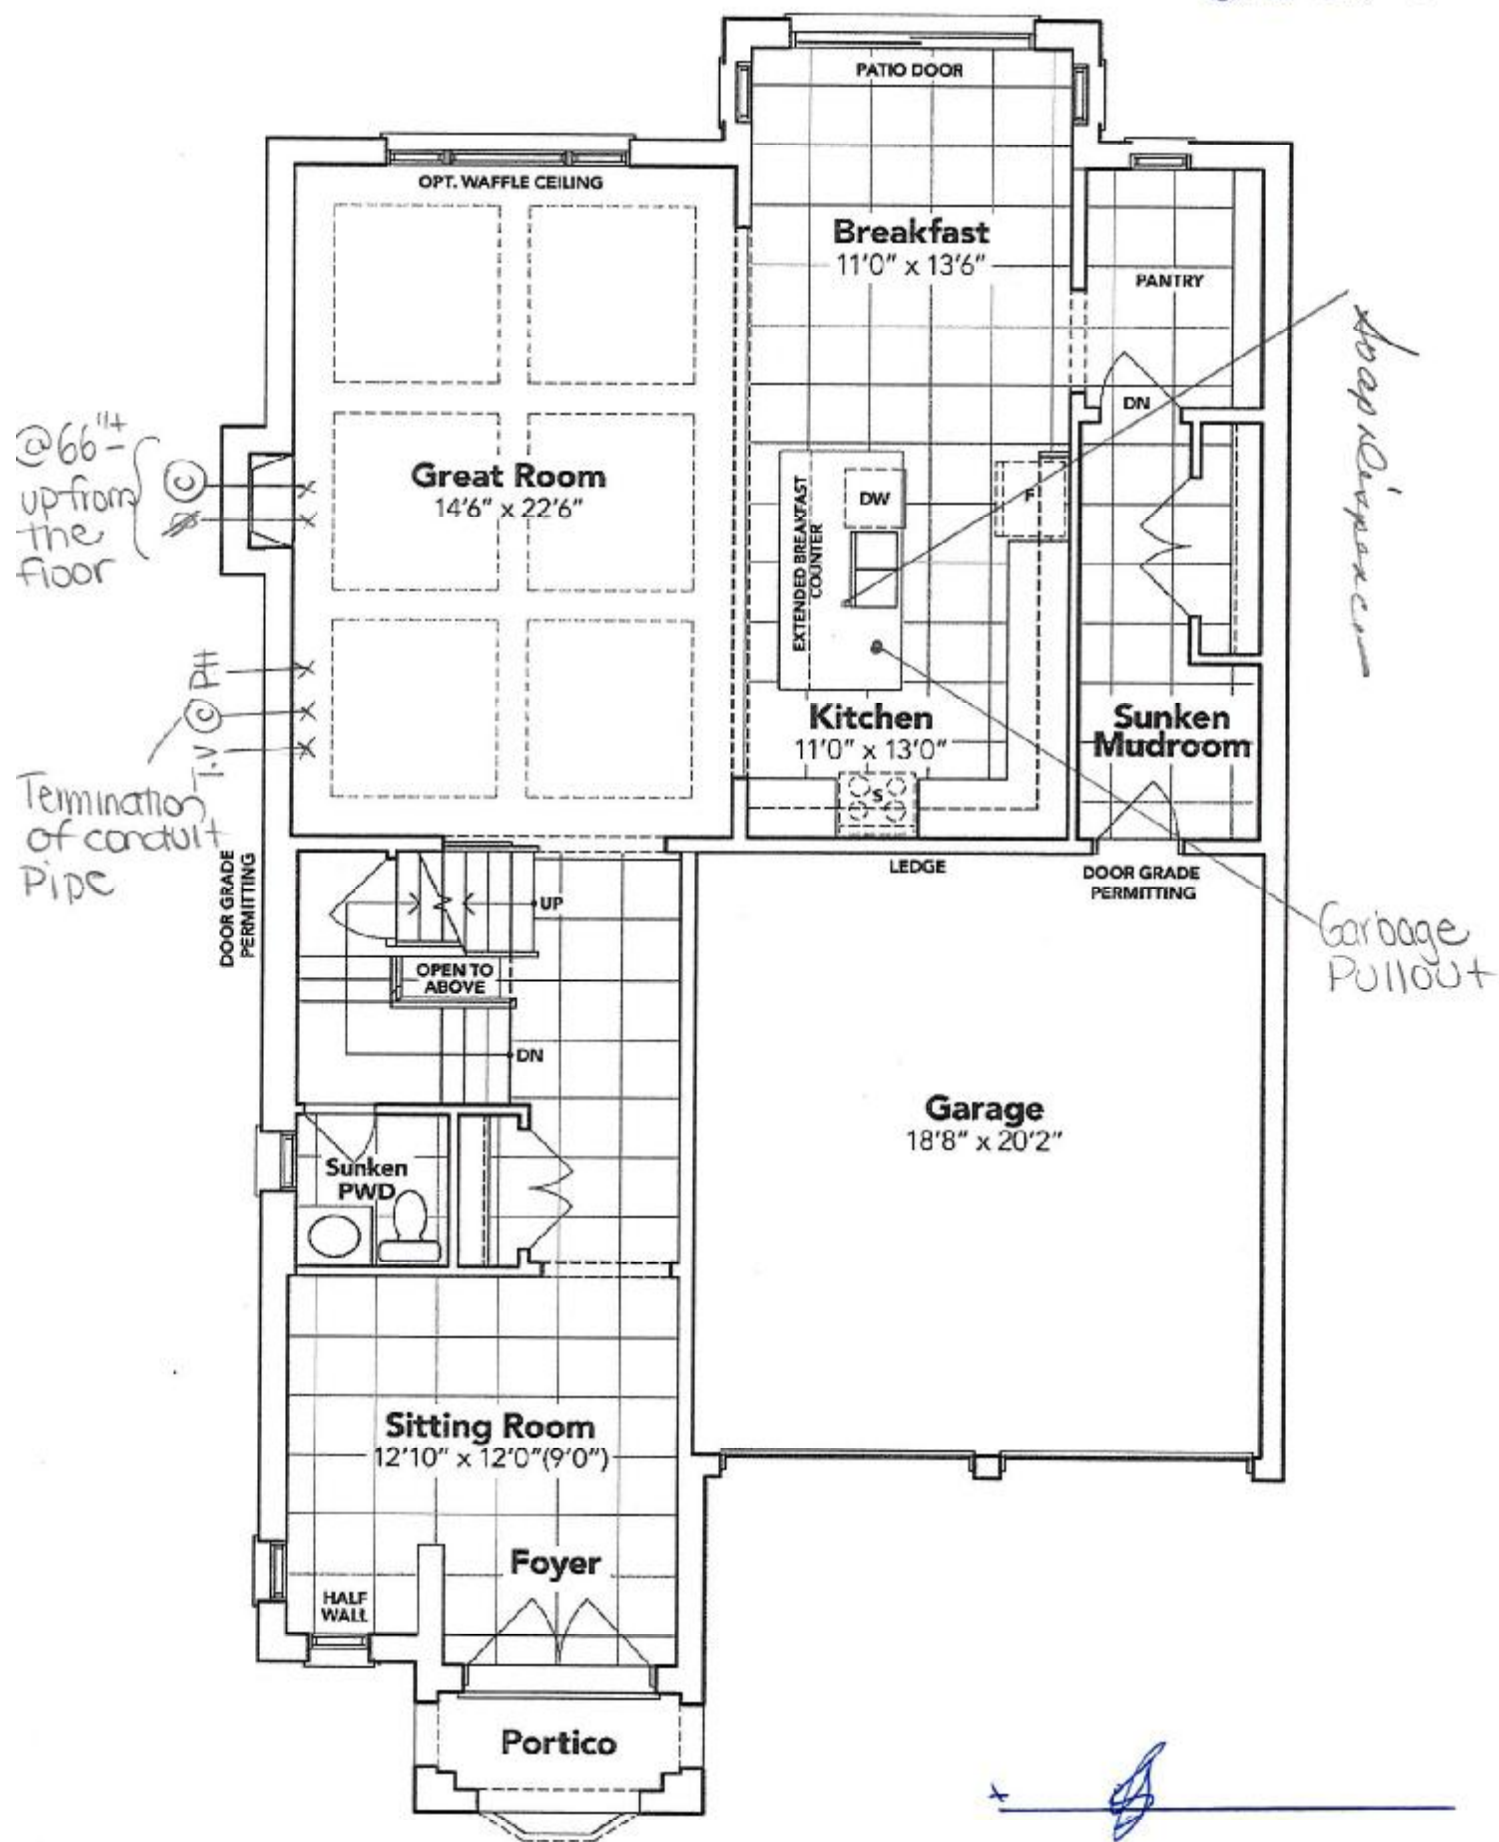 PATIO DOOR
OPT. WAFFLE CEILING
Breakfast
11'0" x 13'6"
PANTRY
DN
@66"±
up from
the
floor
C
Great Room
14'6" x 22'6"
EXTENDED BREAKFAST
COUNTER
DW
F
Soap dispenser
PH
C
T.V
Termination
of conduit
Pipe
Kitchen
11'0" x 13'0"
S
Sunken
Mudroom
LEDGE
DOOR GRADE
PERMITTING
DOOR GRADE
PERMITTING
UP
OPEN TO
ABOVE
DN
Garbage
Pullout
Garage
18'8" x 20'2"
Sunken
PWD
Sitting Room
12'10" x 12'0"(9'0")
Foyer
HALF
WALL
Portico
x